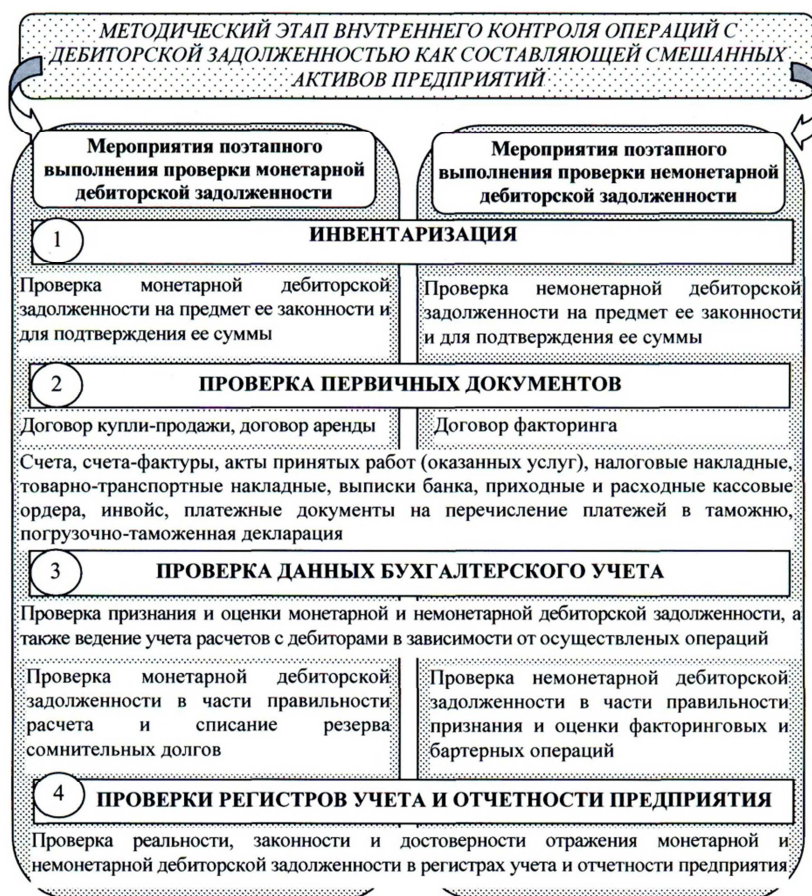 МЕТОДИЧЕСКИЙ ЭТАП ВНУТРЕННЕГО КОНТРОЛЯ ОПЕРАЦИЙ С
ДЕБИТОРСКОЙ ЗАДОЛЖЕННОСТЬЮ КАК СОСТАВЛЯЮЩЕЙ СМЕШАННЫХ
АКТИВОВ ПРЕДПРИЯТИЙ
Мероприятия поэтапного
выполнения проверки монетарной
дебиторской задолженности
Мероприятия поэтапного
выполнения проверки немонетарной
дебиторской задолженности
1 ИНВЕНТАРИЗАЦИЯ
Проверка монетарной дебиторской
задолженности на предмет ее законности и
для подтверждения ее суммы
Проверка немонетарной дебиторской
задолженности на предмет ее законности
и для подтверждения ее суммы
2 ПРОВЕРКА ПЕРВИЧНЫХ ДОКУМЕНТОВ
Договор купли-продажи, договор аренды
Договор факторинга
Счета, счета-фактуры, акты принятых работ (оказанных услуг), налоговые накладные,
товарно-транспортные накладные, выписки банка, приходные и расходные кассовые
ордера, инвойс, платежные документы на перечисление платежей в таможню,
погрузочно-таможенная декларация
3 ПРОВЕРКА ДАННЫХ БУХГАЛТЕРСКОГО УЧЕТА
Проверка признания и оценки монетарной и немонетарной дебиторской задолженности, а
также ведение учета расчетов с дебиторами в зависимости от осуществленых операций
Проверка монетарной дебиторской
задолженности в части правильности
расчета и списание резерва
сомнительных долгов
Проверка немонетарной дебиторской
задолженности в части правильности
признания и оценки факторинговых и
бартерных операций
4 ПРОВЕРКИ РЕГИСТРОВ УЧЕТА И ОТЧЕТНОСТИ ПРЕДПРИЯТИЯ
Проверка реальности, законности и достоверности отражения монетарной и
немонетарной дебиторской задолженности в регистрах учета и отчетности предприятия